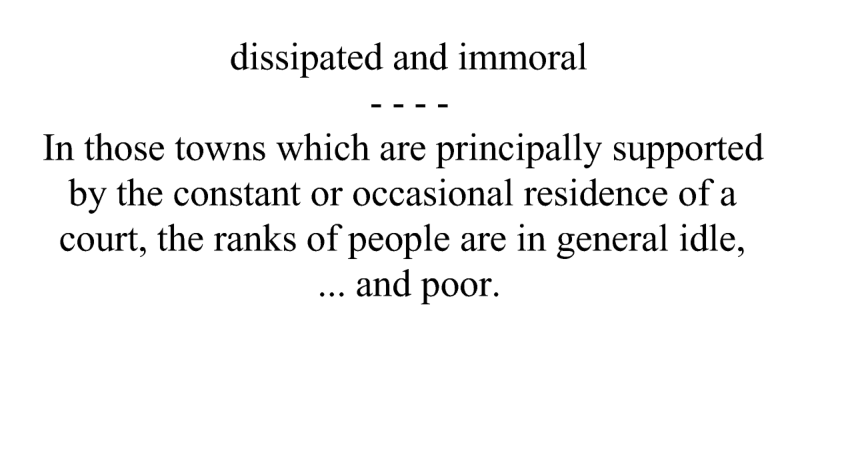 dissipated and immoral
- - - -
In those towns which are principally supported
by the constant or occasional residence of a
court, the ranks of people are in general idle,
... and poor.